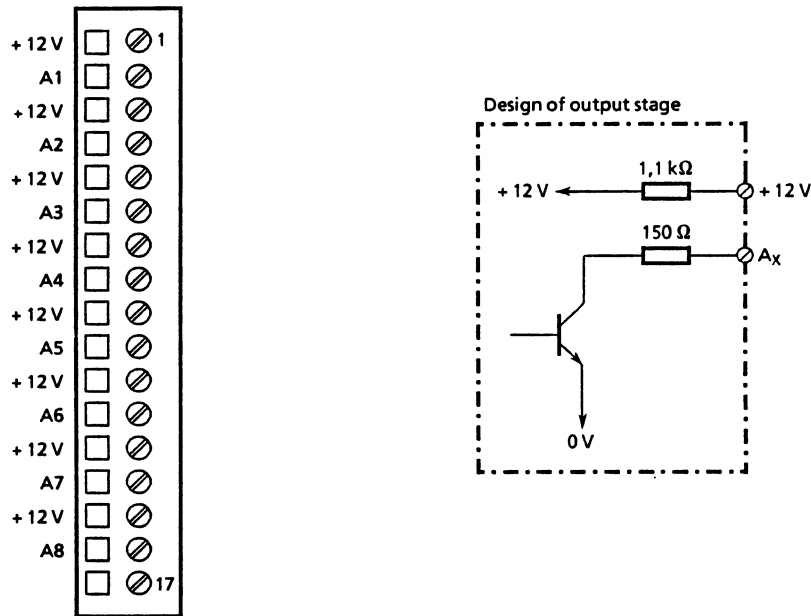 + 12 V 1
A1
+ 12 V
A2
+ 12 V
A3
+ 12 V
A4
+ 12 V
A5
+ 12 V
A6
+ 12 V
A7
+ 12 V
A8
17
Design of output stage
1,1 kΩ
+ 12 V + 12 V
150 Ω
AX
0 V